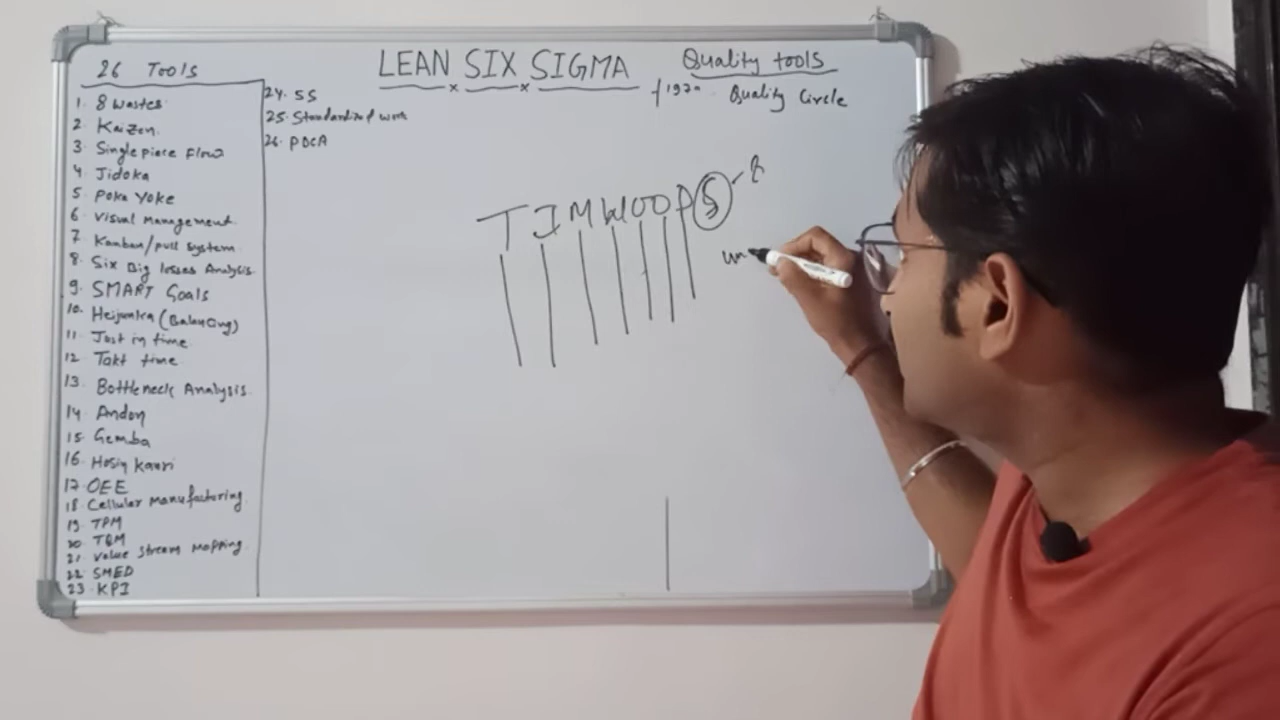 LEAN SIX SIGMA
Quality tools
Quality Circle
26 Tools
1. 8 wastes
2. Kaizen.
3. Single piece Flow
4. Jidoka
5. Poka Yoke
6. Visual Management.
7. Kanban/pull system
8. Six Big losses Analysis.
9. SMART Goals
10. Heijunka (Balancing)
11. Just in time.
12. Takt time.
13. Bottleneck Analysis.
14. Andon
15. Gemba
16. Hosin Kanri
17. OEE
18. Cellular manufacturing.
19. TPM
20. TQM
21. Value stream mapping.
22. SMED
23. KPI
24. 5S
25. Standardized work
26. PDCA
TIMWOOPS